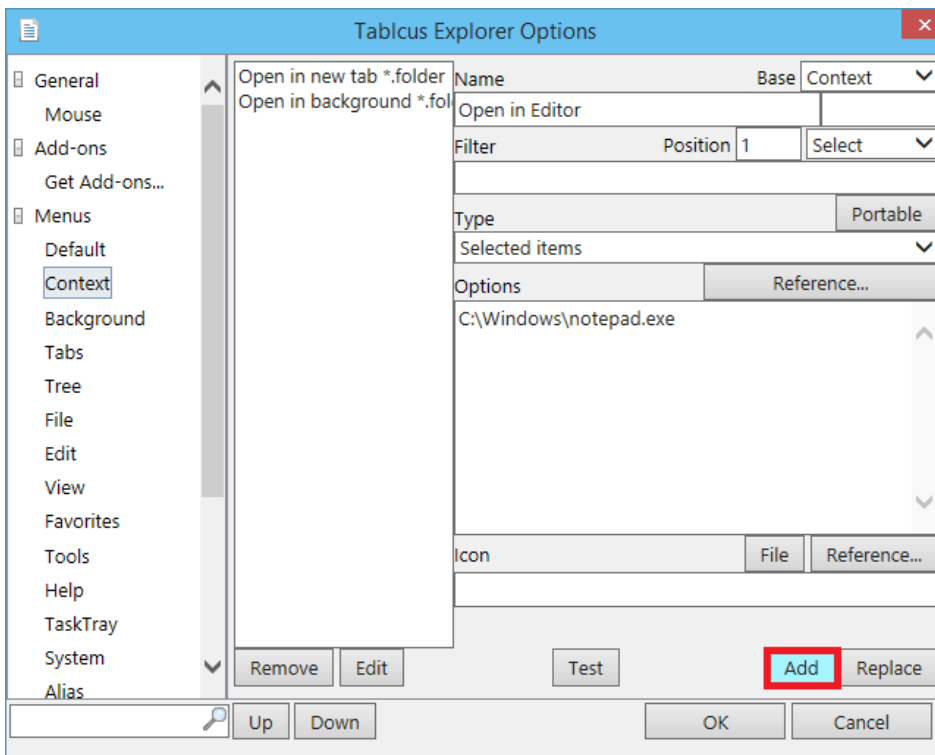 Tablcus Explorer Options
General
Mouse
Add-ons
Get Add-ons...
Menus
Default
Context
Background
Tabs
Tree
File
Edit
View
Favorites
Tools
Help
TaskTray
System
Alias
Open in new tab *.folder
Open in background *.fol
Name Base Context
Open in Editor
Filter Position 1 Select
Type Portable
Selected items
Options Reference...
C:\Windows\notepad.exe
Icon File Reference...
Remove Edit Test Add Replace
Up Down OK Cancel